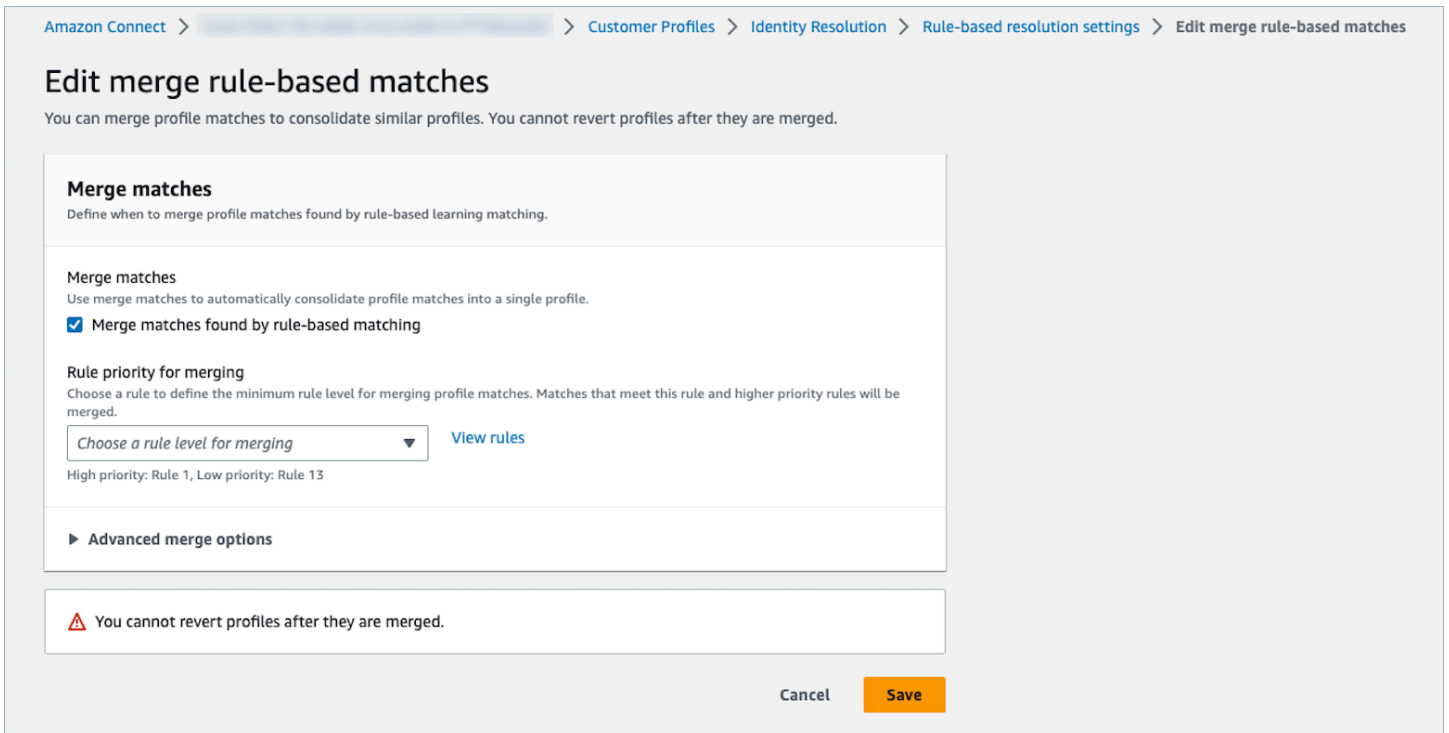 Amazon Connect > > Customer Profiles > Identity Resolution > Rule-based resolution settings > Edit merge rule-based matches
Edit merge rule-based matches
You can merge profile matches to consolidate similar profiles. You cannot revert profiles after they are merged.
Merge matches
Define when to merge profile matches found by rule-based learning matching.
Merge matches
Use merge matches to automatically consolidate profile matches into a single profile.
Merge matches found by rule-based matching
Rule priority for merging
Choose a rule to define the minimum rule level for merging profile matches. Matches that meet this rule and higher priority rules will be
merged.
Choose a rule level for merging View rules
High priority: Rule 1, Low priority: Rule 13
Advanced merge options
You cannot revert profiles after they are merged.
Cancel Save